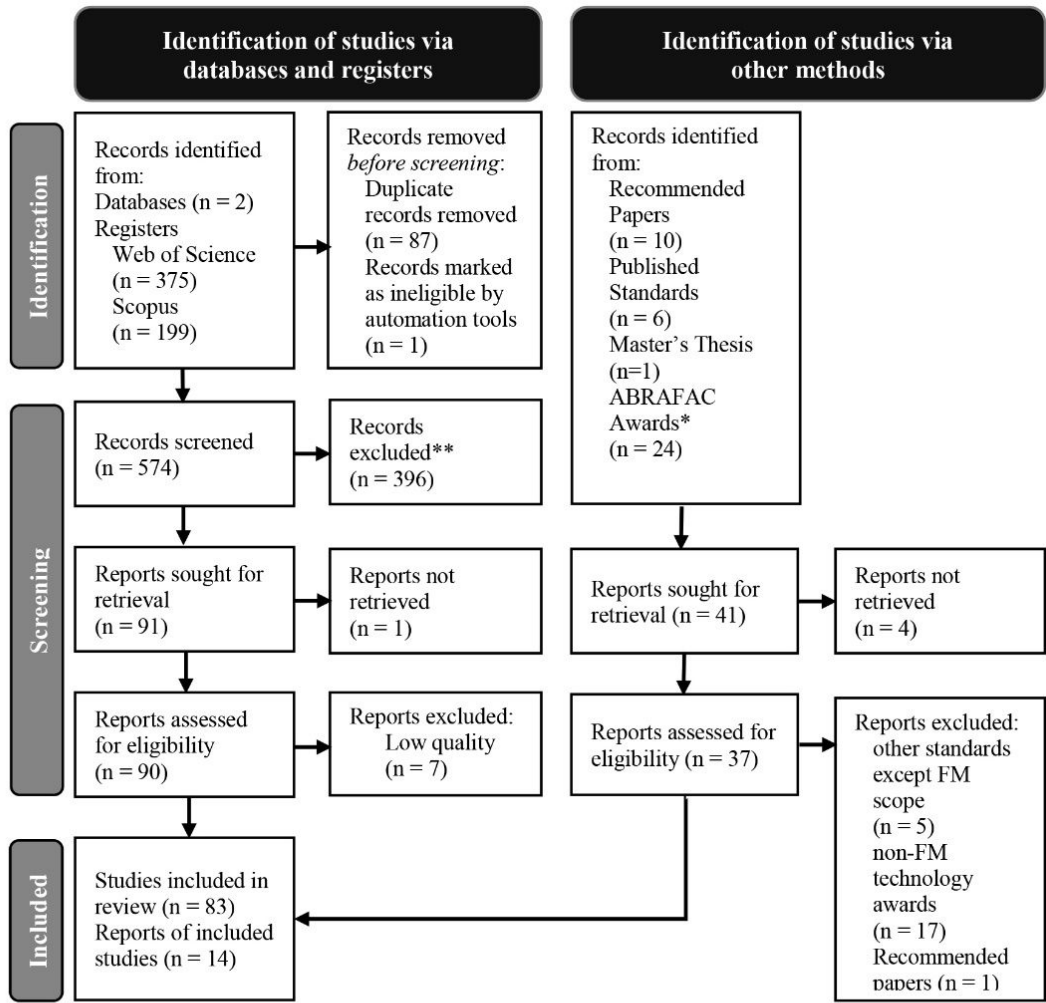 Identification of studies via
databases and registers
Identification of studies via
other methods
Identification
Records identified
from:
Databases (n = 2)
Registers
Web of Science
(n = 375)
Scopus
(n = 199)
Records removed
before screening:
Duplicate
records removed
(n = 87)
Records marked
as ineligible by
automation tools
(n = 1)
Records identified
from:
Recommended
Papers
(n = 10)
Published
Standards
(n = 6)
Master's Thesis
(n=1)
ABRAFAC
Awards*
(n = 24)
Screening
Records screened
(n = 574)
Records
excluded**
(n = 396)
Reports sought for
retrieval
(n = 91)
Reports not
retrieved
(n = 1)
Reports sought for
retrieval (n = 41)
Reports not
retrieved
(n = 4)
Reports assessed
for eligibility
(n = 90)
Reports excluded:
Low quality
(n = 7)
Reports assessed for
eligibility (n = 37)
Reports excluded:
other standards
except FM
scope
(n = 5)
non-FM
technology
awards
(n = 17)
Recommended
papers (n = 1)
Included
Studies included in
review (n = 83)
Reports of included
studies (n = 14)